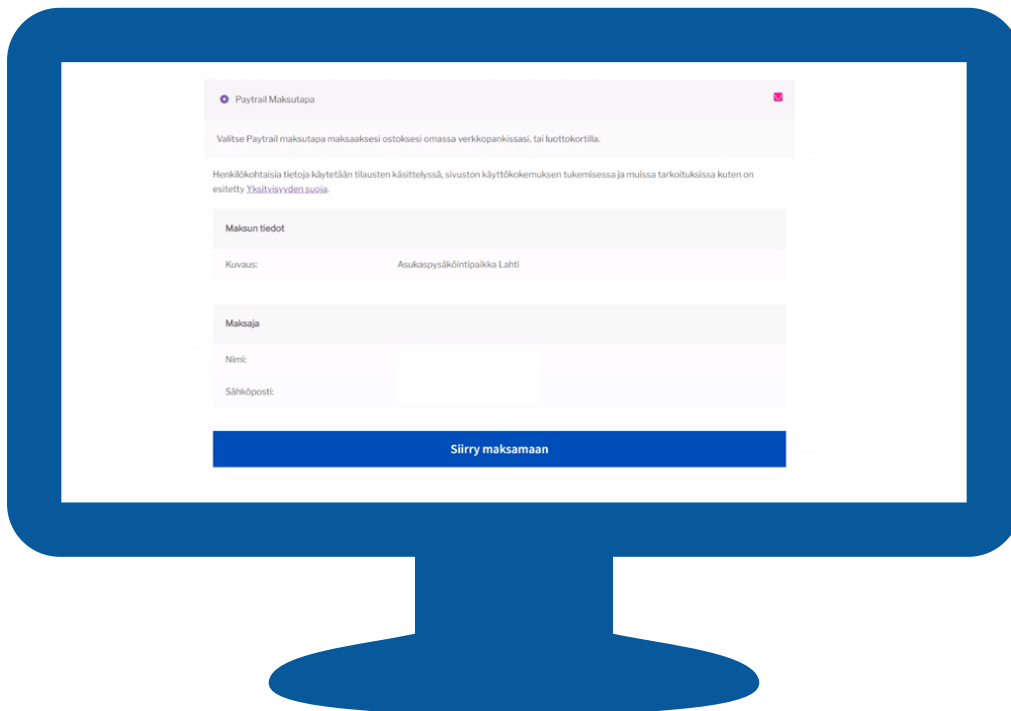 Paytrail Maksutapa
Valitse Paytrail maksutapa maksaaksesi ostoksesi omassa verkkopankissasi, tai luottokortilla.
Henkilökohtaisia tietoja käytetään tilausten käsittelyssä, sivuston käyttökokemuksen tukemisessa ja muissa tarkoituksissa kuten on
esitetty Yksityisyyden suoja.
Maksun tiedot
Kuvaus: Asukaspysäköintipaikka Lahti
Maksaja
Nimi:
Sähköposti:
Siirry maksamaan